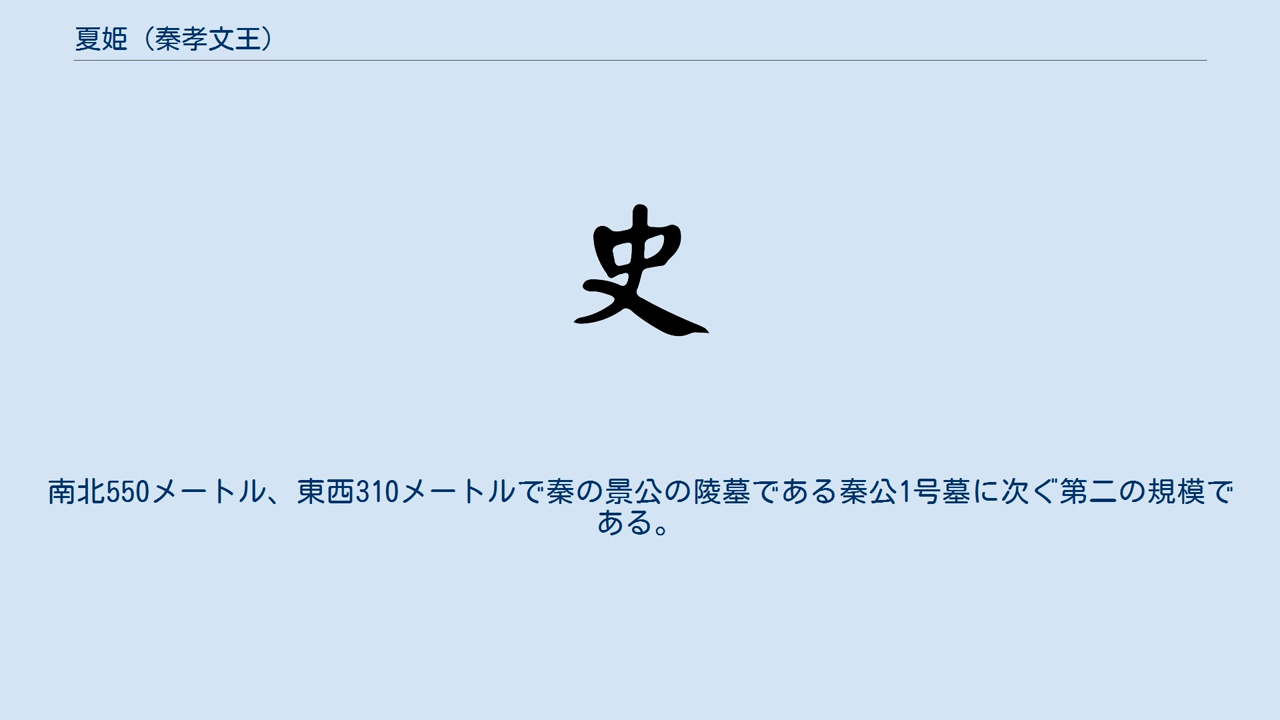 夏姫（秦孝文王）
史
南北550メートル、東西310メートルで秦の景公の陵墓である秦公1号墓に次ぐ第二の規模で
ある。